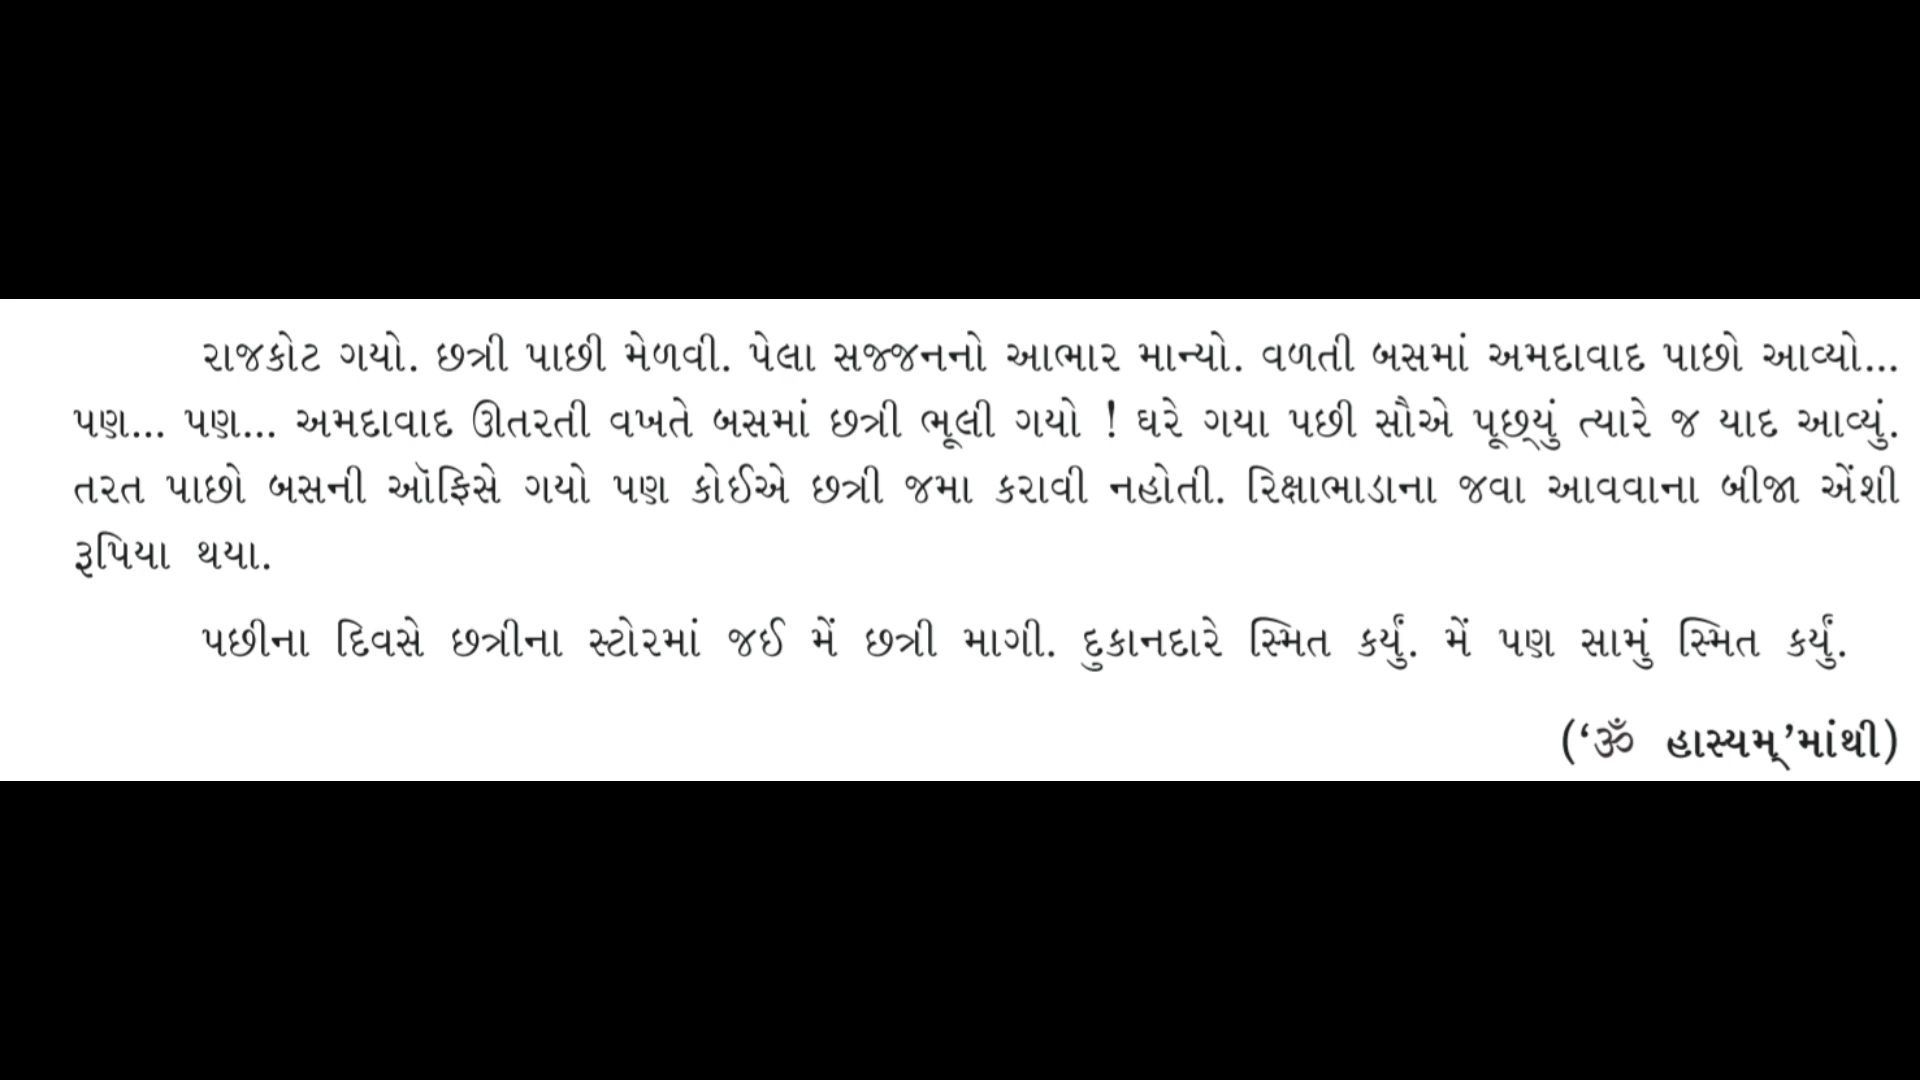 રાજકોટ ગયો. છત્રી પાછી મેળવી. પેલા સજ્જનનો આભાર માન્યો. વળતી બસમાં અમદાવાદ પાછો આવ્યો...
પણ... પણ... અમદાવાદ ઊતરતી વખતે બસમાં છત્રી ભૂલી ગયો ! ઘરે ગયા પછી સૌએ પૂછ્યું ત્યારે જ યાદ આવ્યું.
તરત પાછો બસની ઑફિસે ગયો પણ કોઈએ છત્રી જમા કરાવી નહોતી. રિક્ષાભાડાના જવા આવવાના બીજા એંશી
રૂપિયા થયા.
પછીના દિવસે છત્રીના સ્ટોરમાં જઈ મેં છત્રી માગી. દુકાનદારે સ્મિત કર્યું. મેં પણ સામું સ્મિત કર્યું.
(‘ૐ હાસ્યમ્’માંથી)